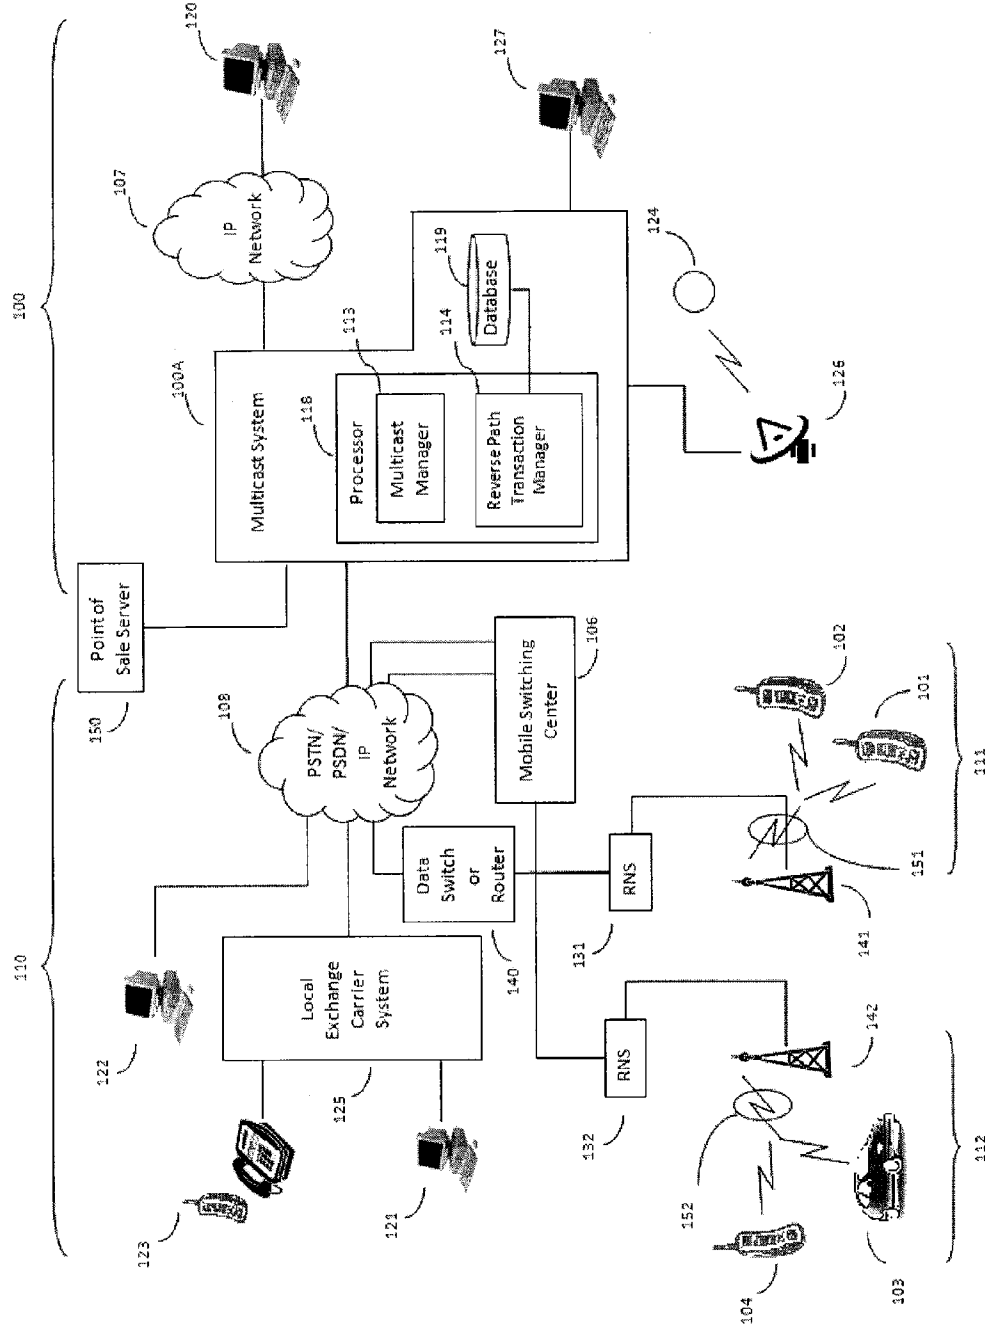 110
100
Point of
Sale Server
150
122
123
107
120
100A
108
IP
Network
Multicast System
PSTN/
PSDN/
IP
Network
Local
Exchange
Carrier
System
125
118
113
Processor
Multicast
Manager
121
119
114
Database
Reverse Path
Transaction
Manager
127
Data
Switch
or
Router
140
Mobile Switching
Center
106
RNS
132
RNS
131
124
152
104
142
141
151
126
102
101
103
112
111